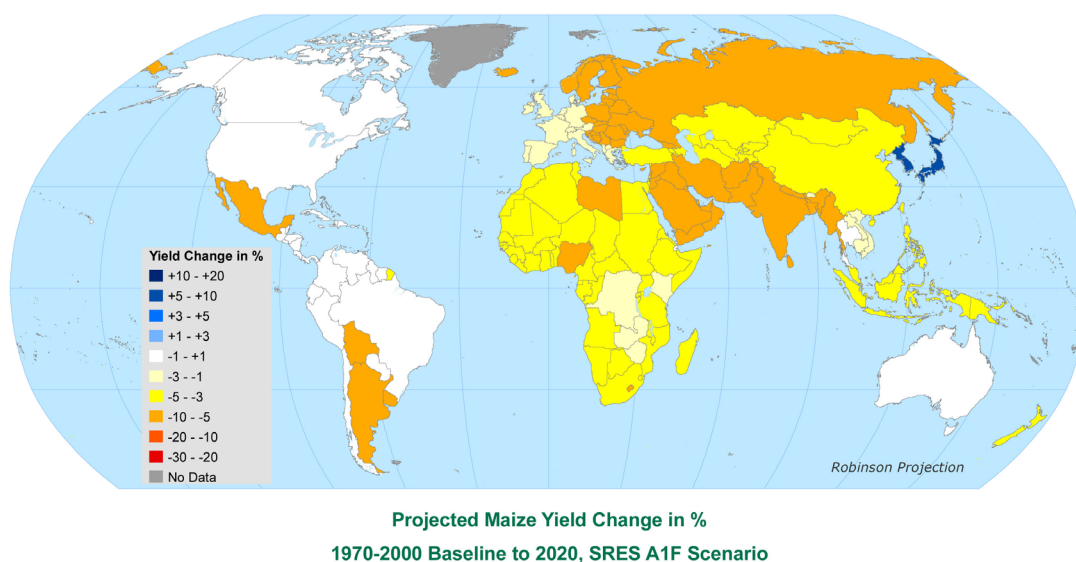 Yield Change in %
+10 - +20
+5 - +10
+3 - +5
+1 - +3
-1 - +1
-3 - -1
-5 - -3
-10 - -5
-20 - -10
-30 - -20
No Data
Robinson Projection
Projected Maize Yield Change in %
1970-2000 Baseline to 2020, SRES A1F Scenario